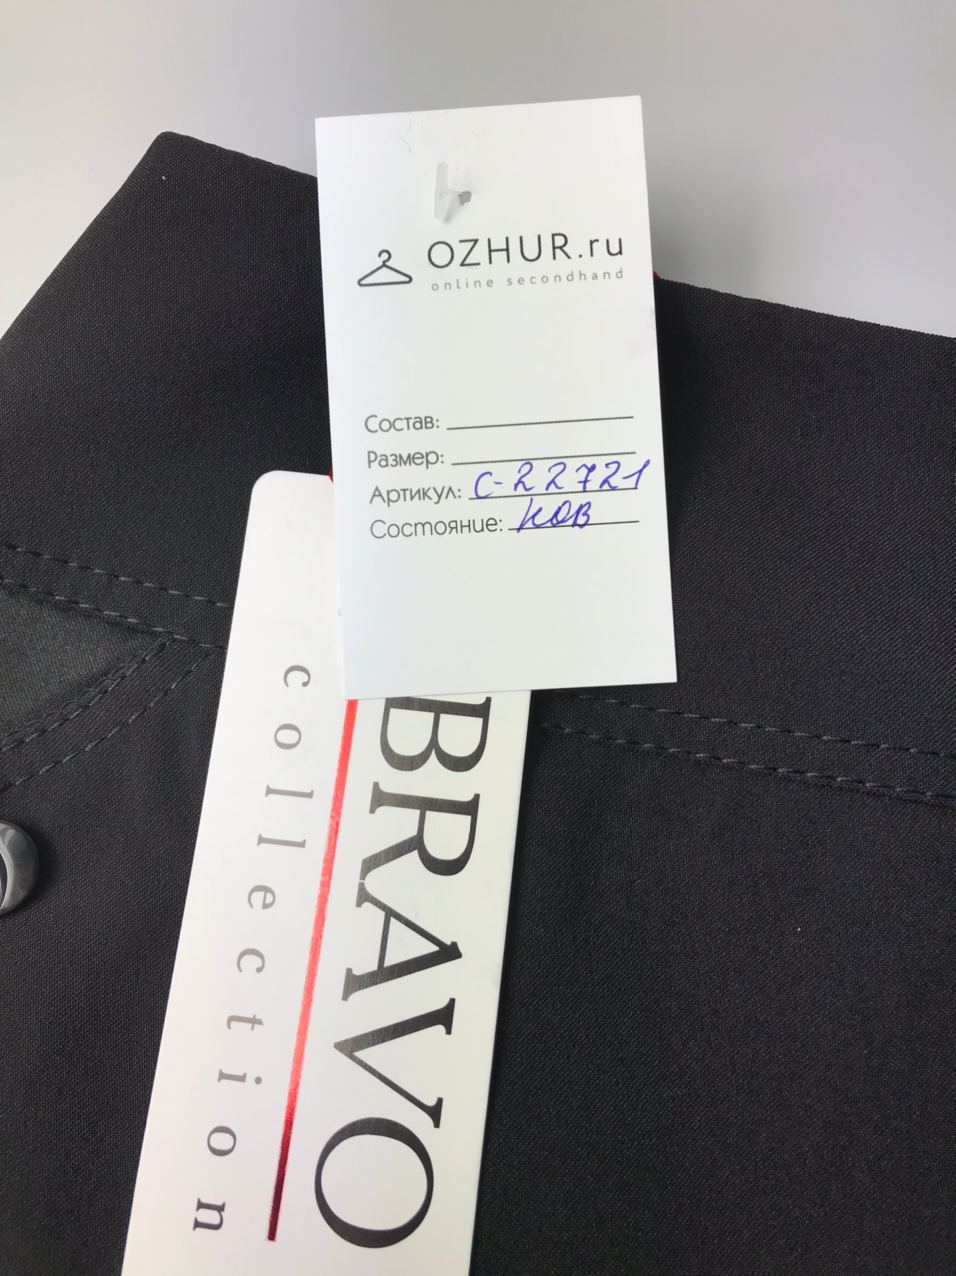 OZHUR.ru
online secondhand
Состав:
Размер:
Артикул: С-22721
Состояние: нов
BRAVO
collection